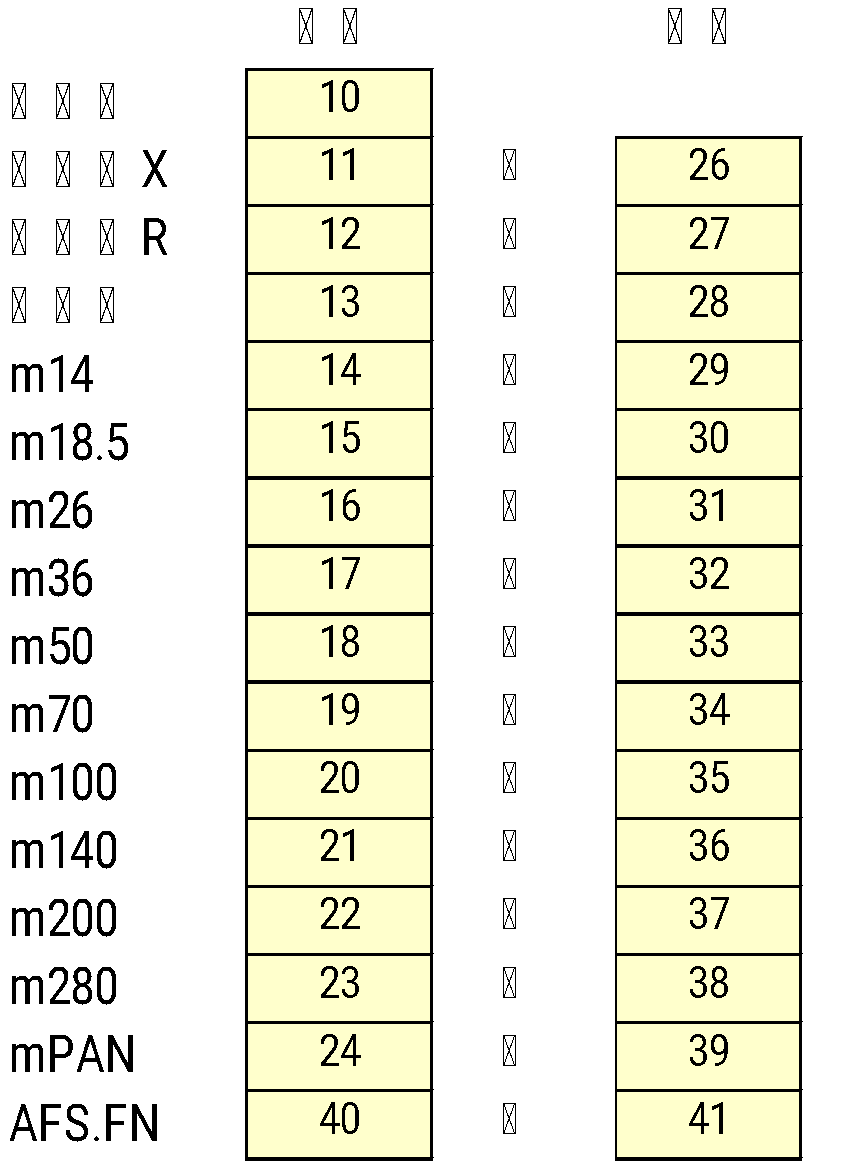 10
X 11 26
R 12 27
13 28
m14 14 29
m18.5 15 30
m26 16 31
m36 17 32
m50 18 33
m70 19 34
m100 20 35
m140 21 36
m200 22 37
m280 23 38
mPAN 24 39
AFS.FN 40 41